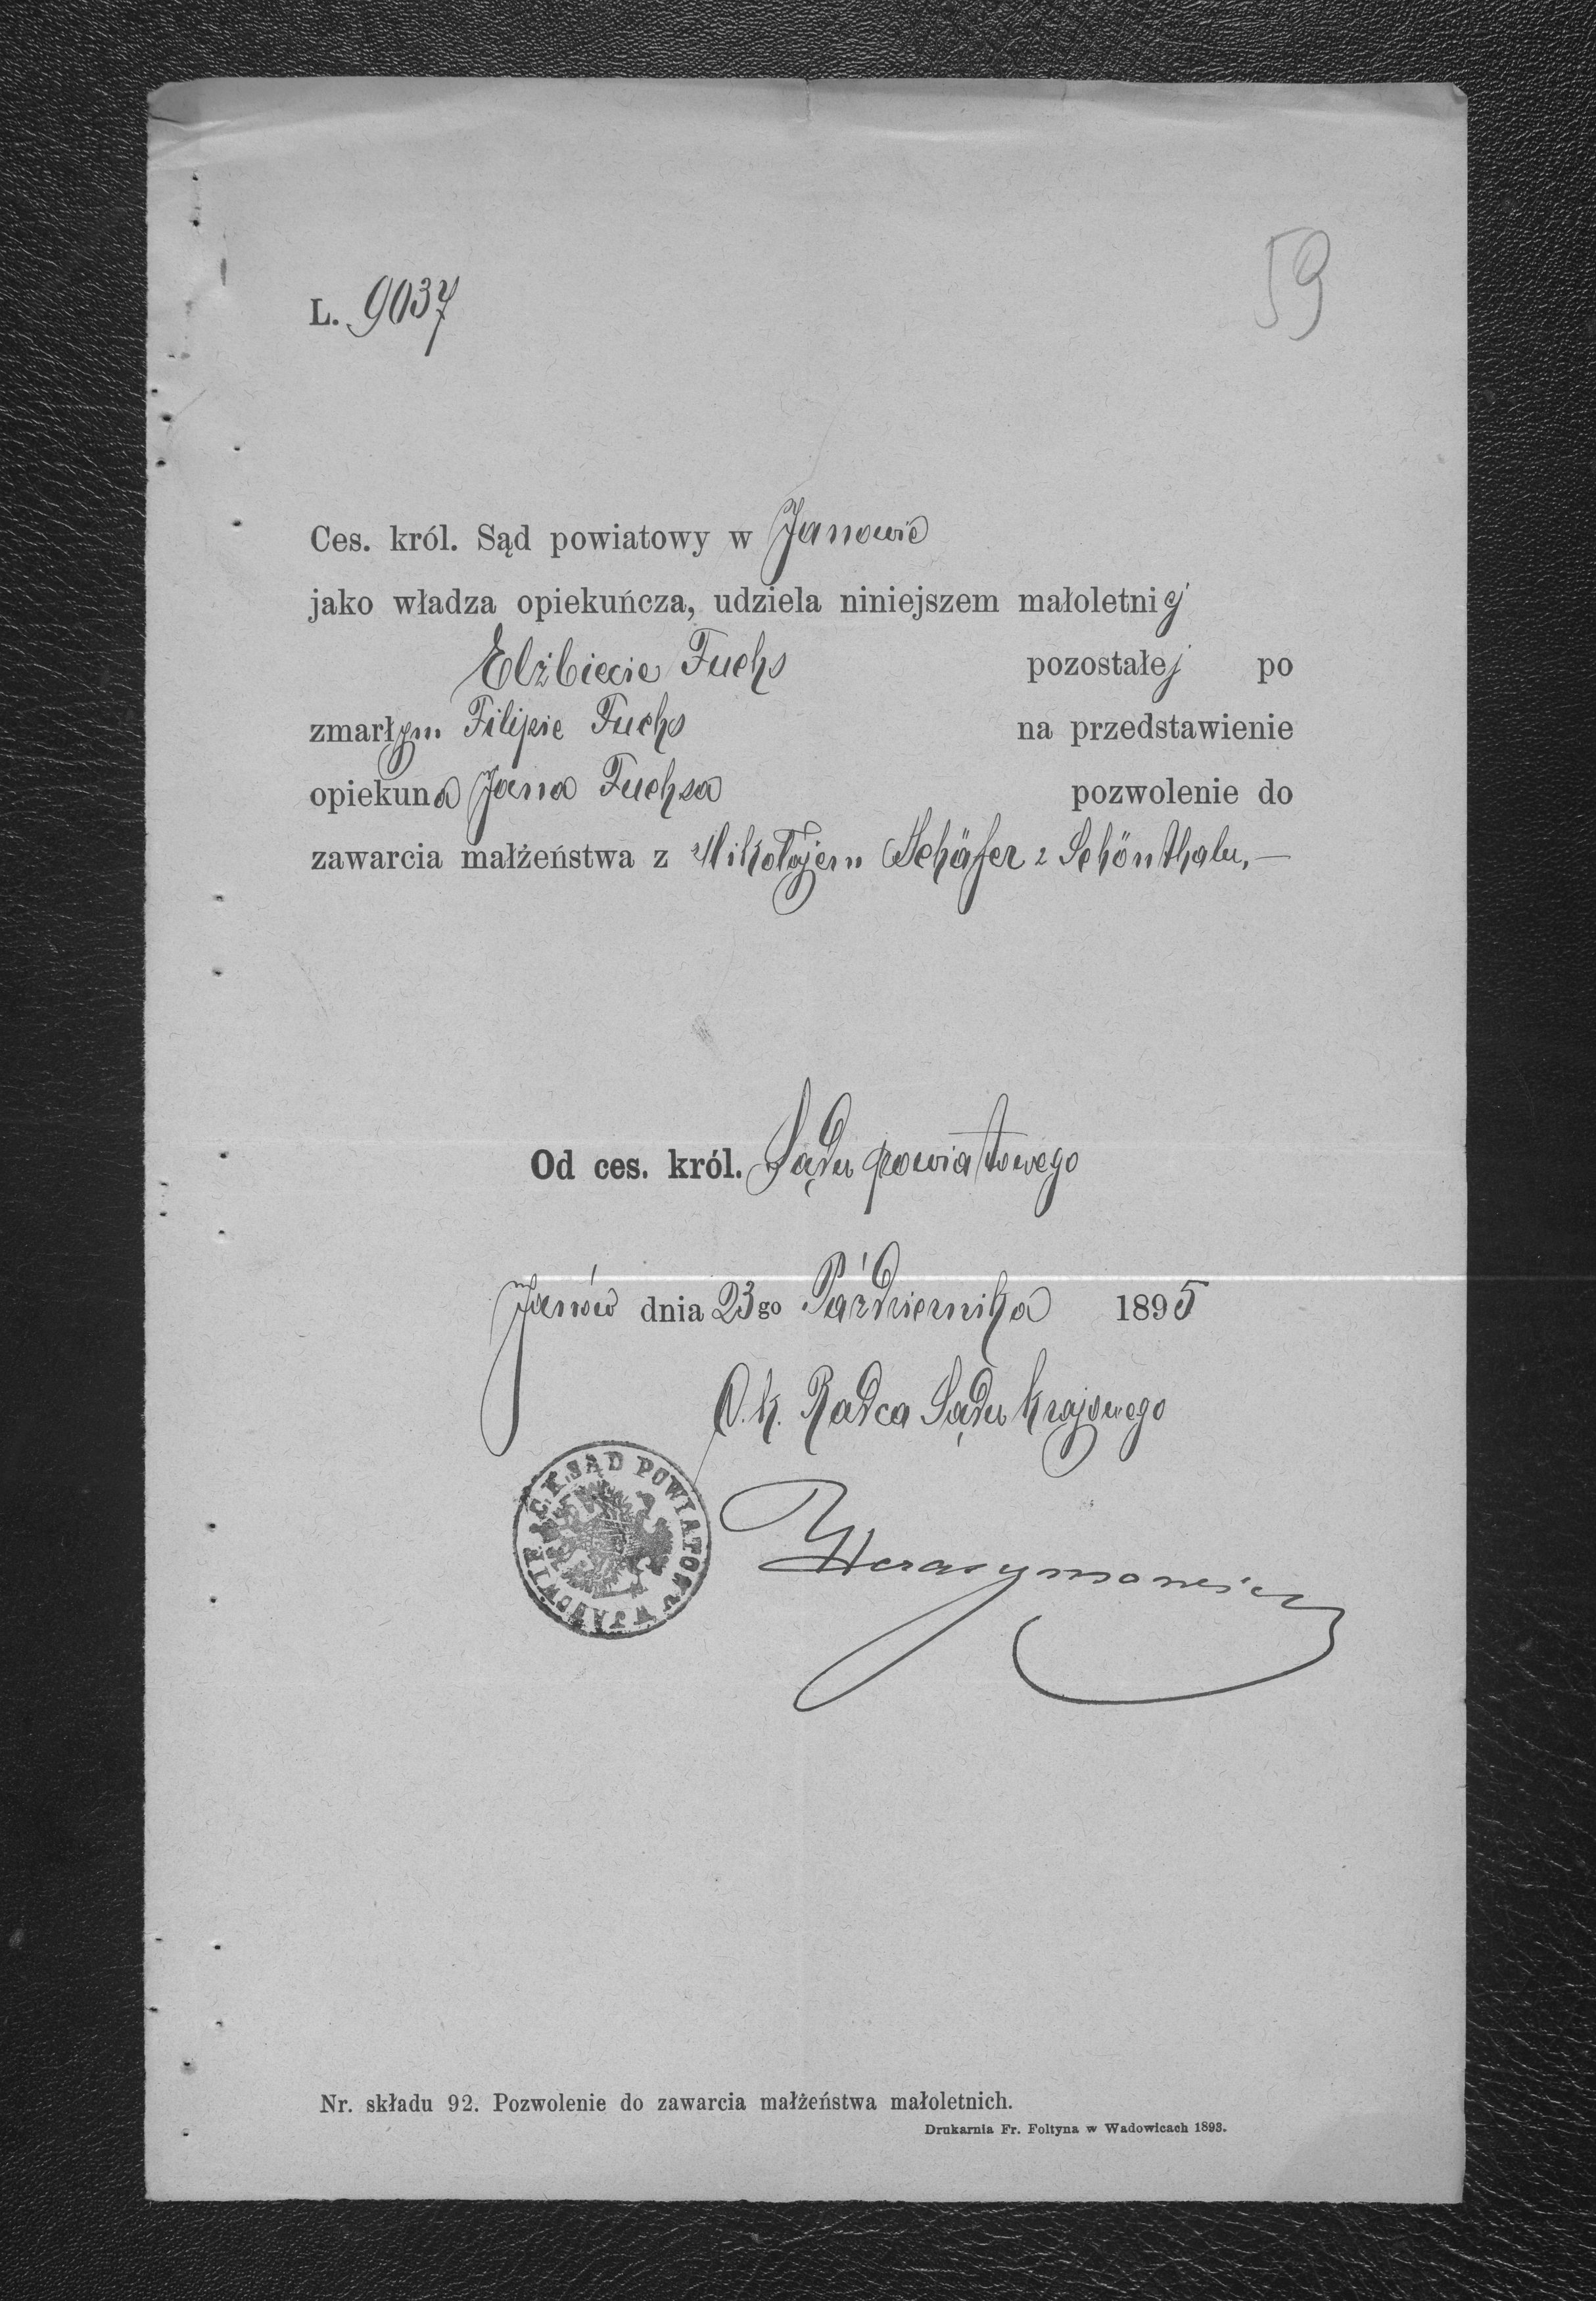 59
L. 9037
Ces. król. Sąd powiatowy w Janowie
jako władza opiekuńcza, udziela niniejszem małoletniej
Elżbiecie Fuchs pozostałej po
zmarłym Filipie Fuchs na przedstawienie
opiekuna Jana Fuchsa pozwolenie do
zawarcia małżeństwa z Mikołajem Schäfer z Schönthalu,—
Od ces. król. Sądu powiatowego
Janów dnia 23go Października 1895
C. k. Radca Sądu krajowego
C. K. SĄD POWIATOWY W JANOWIE
Herasymowicz
Nr. składu 92. Pozwolenie do zawarcia małżeństwa małoletnich.
Drukarnia Fr. Foltyna w Wadowicach 1893.